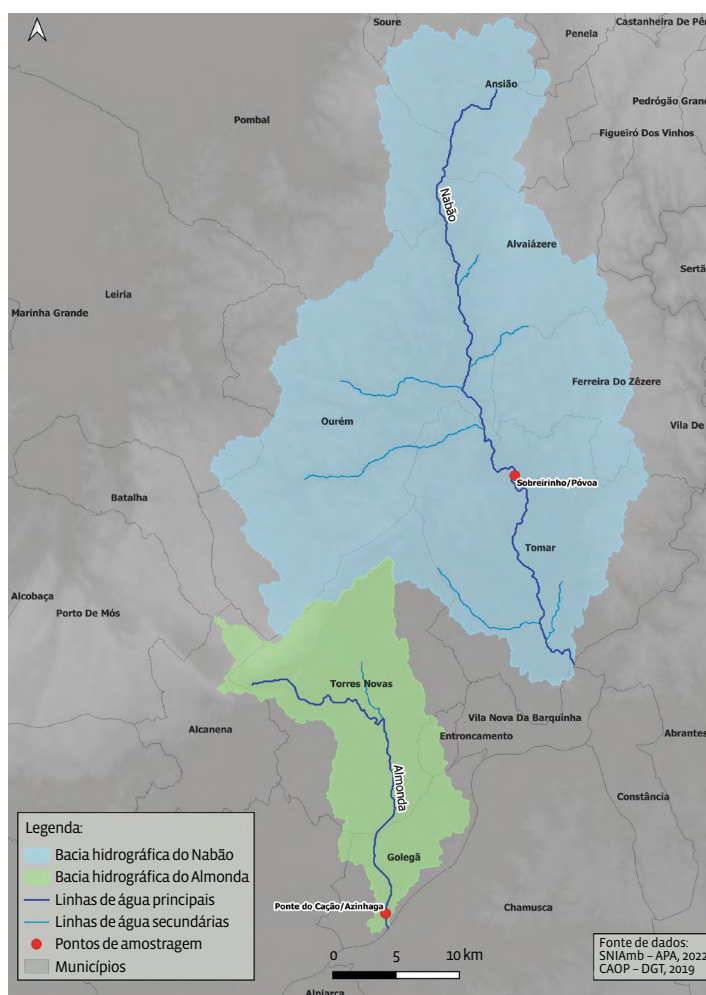 Soure
Castanheira De Pê
Penela
Ansião
Pedrógão Grand
Pombal
Figueiró Dos Vinhos
Nabão
Alvaiázere
Sertã
Leiria
Marinha Grande
Ferreira Do Zêzere
Ourém
Vila De
Sobreirinho/Póvoa
Batalha
Tomar
Alcobaça
Porto De Mós
Torres Novas
Vila Nova Da Barquinha
Alcanena
Entroncamento
Abrantes
Almonda
Constância
Golegã
Ponte do Cação/Azinhaga
Chamusca
Alpiarça
Legenda:
Bacia hidrográfica do Nabão
Bacia hidrográfica do Almonda
Linhas de água principais
Linhas de água secundárias
Pontos de amostragem
Municípios
0 5 10 km
Fonte de dados:
SNIAmb – APA, 2022
CAOP – DGT, 2019